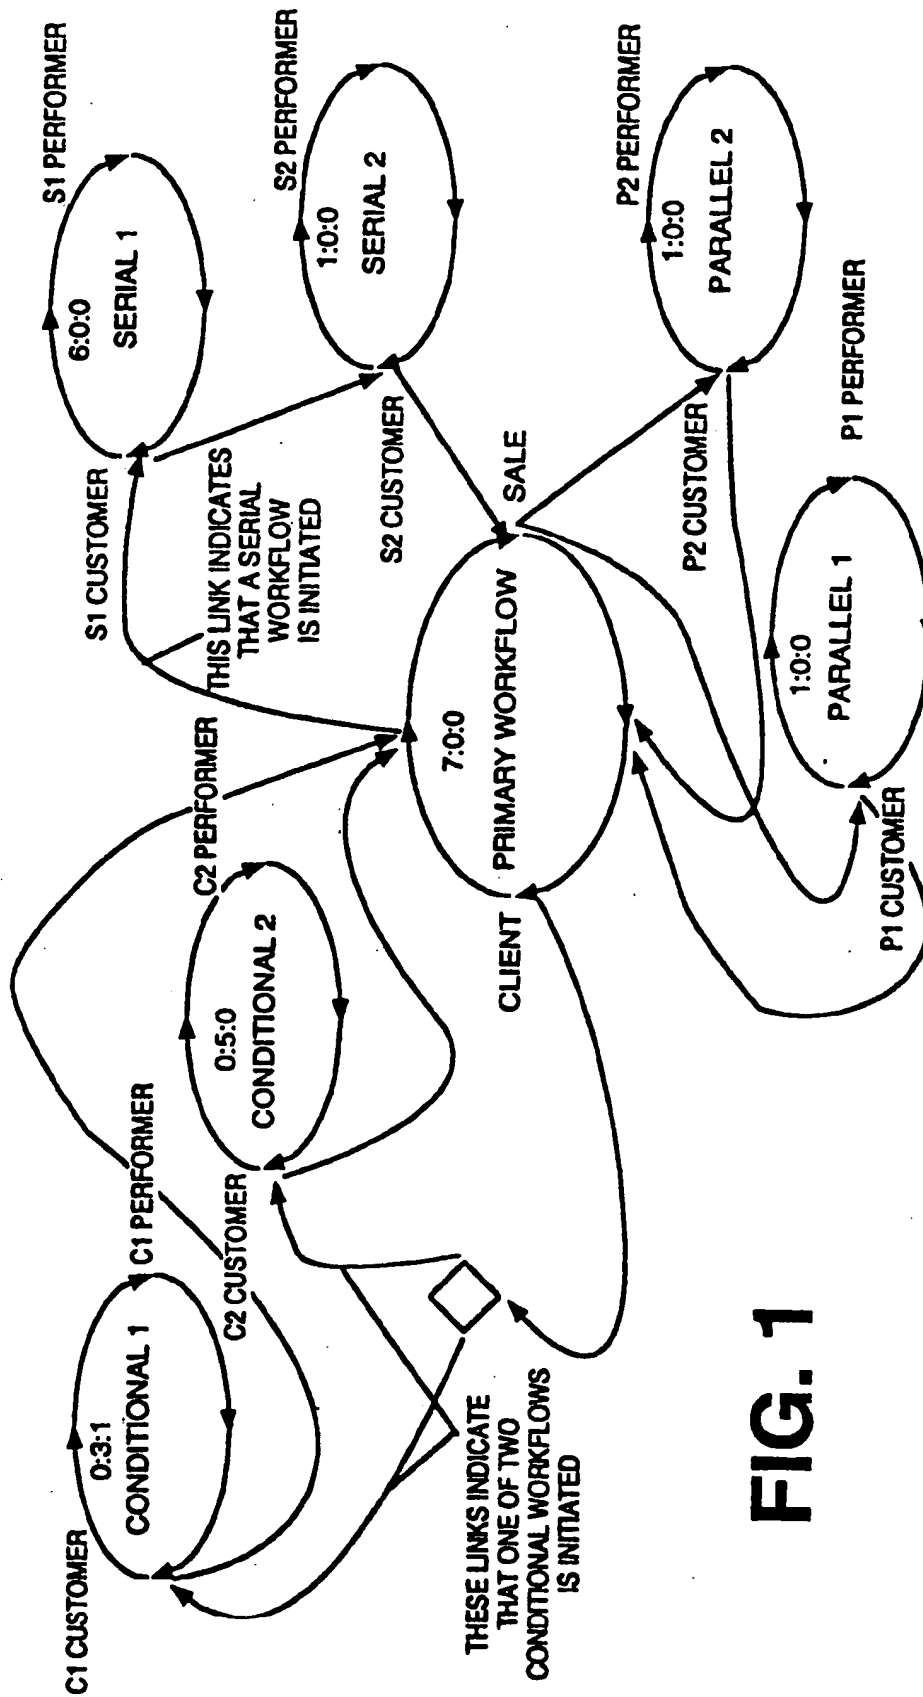 C1 CUSTOMER
0:3:1
CONDITIONAL 1
C1 PERFORMER
C2 CUSTOMER
0:5:0
CONDITIONAL 2
C2 PERFORMER
THESE LINKS INDICATE
THAT ONE OF TWO
CONDITIONAL WORKFLOWS
IS INITIATED
CLIENT
7:0:0
PRIMARY WORKFLOW
SALE
THIS LINK INDICATES
THAT A SERIAL
WORKFLOW
IS INITIATED
S1 CUSTOMER
6:0:0
SERIAL 1
S1 PERFORMER
S2 CUSTOMER
1:0:0
SERIAL 2
S2 PERFORMER
P2 CUSTOMER
1:0:0
PARALLEL 2
P2 PERFORMER
P1 CUSTOMER
1:0:0
PARALLEL 1
P1 PERFORMER
FIG. 1